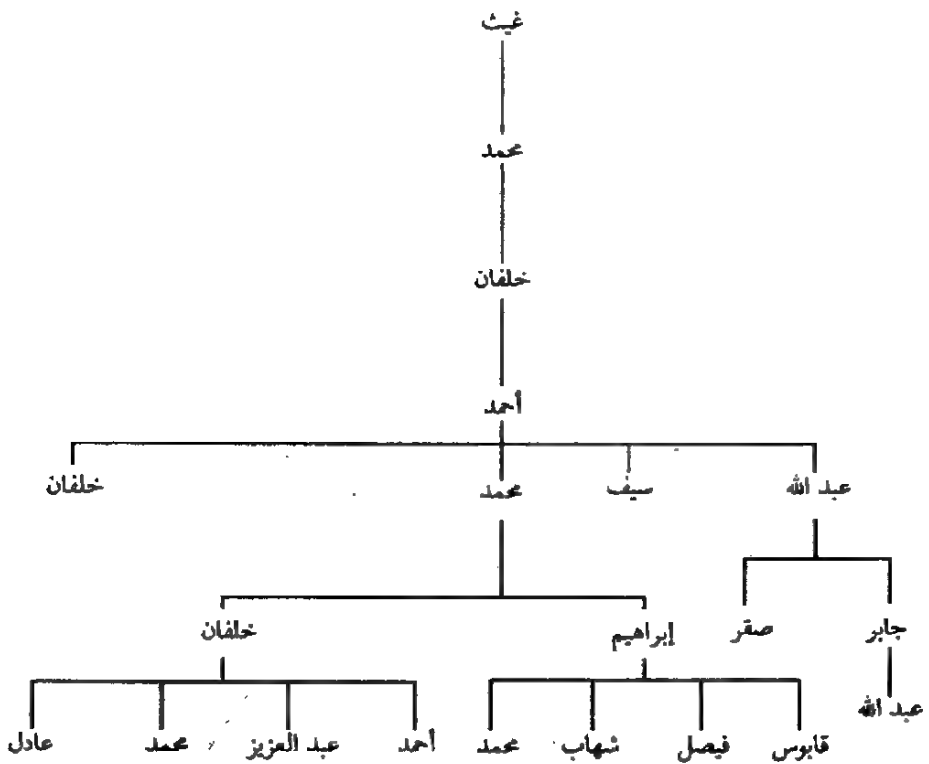 غيث
محمد
خلفان
أحمد
عبد الله سيف محمد خلفان
جابر صقر إبراهيم خلفان
عبد الله قابوس فيصل شهاب محمد أحمد عبد العزيز محمد عادل